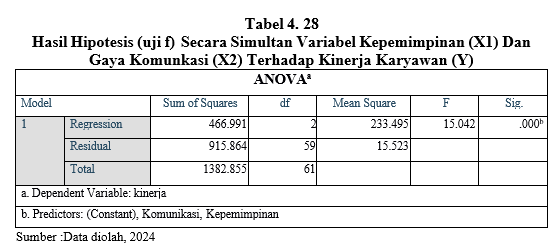 Tabel 4. 28
Hasil Hipotesis (uji f) Secara Simultan Variabel Kepemimpinan (X1) Dan
Gaya Komunkasi (X2) Terhadap Kinerja Karyawan (Y)
ANOVAa
Model Sum of Squares df Mean Square F Sig.
1 Regression 466.991 2 233.495 15.042 .000b
Residual 915.864 59 15.523
Total 1382.855 61
a. Dependent Variable: kinerja
b. Predictors: (Constant), Komunikasi, Kepemimpinan
Sumber :Data diolah, 2024